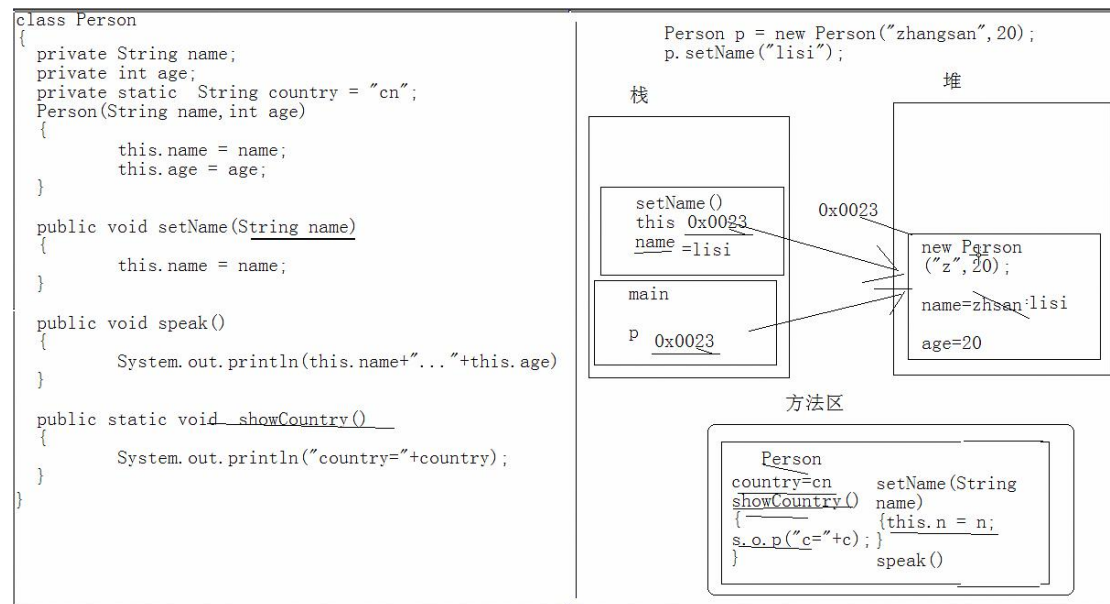 class Person
{
private String name;
private int age;
private static  String country = "cn";
Person(String name,int age)
{
this.name = name;
this.age = age;
}
public void setName(String name)
{
this.name = name;
}
public void speak()
{
System.out.println(this.name+"..."+this.age)
}
public static void  showCountry()
{
System.out.println("country="+country);
}
}
Person p = new Person("zhangsan",20);
p.setName("lisi");
栈
堆
setName()
this 0x0023
name =lisi
main
p 0x0023
0x0023
new Person
("z",20);
name=zhsan lisi
age=20
方法区
Person
country=cn
showCountry()
{
s.o.p("c="+c);
}
setName(String
name)
{this.n = n;
}
speak()